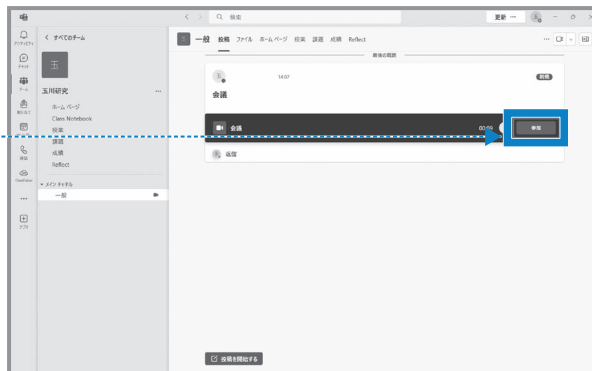 検索
更新 …
アクティビティ
チャット
チーム
通話
アプリ
< すべてのチーム
玉
玉川研究
ホーム ページ
Class Notebook
授業
課題
成績
Reflect
メイン チャネル
一般
玉
一般 投稿 ファイル ホーム ページ 授業 課題 成績 Reflect
最後の既読
14:07
会議
会議
00:09
参加
返信
投稿を開始する